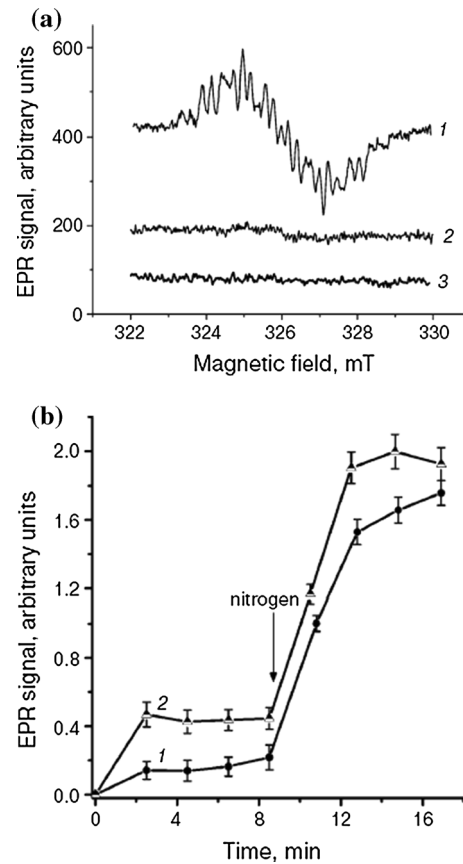 (a)
EPR signal, arbitrary units
600
400
200
0
1
2
3
322 324 326 328 330
Magnetic field, mT
(b)
EPR signal, arbitrary units
2.0
1.6
1.2
0.8
0.4
0.0
nitrogen
2
1
0 4 8 12 16
Time, min